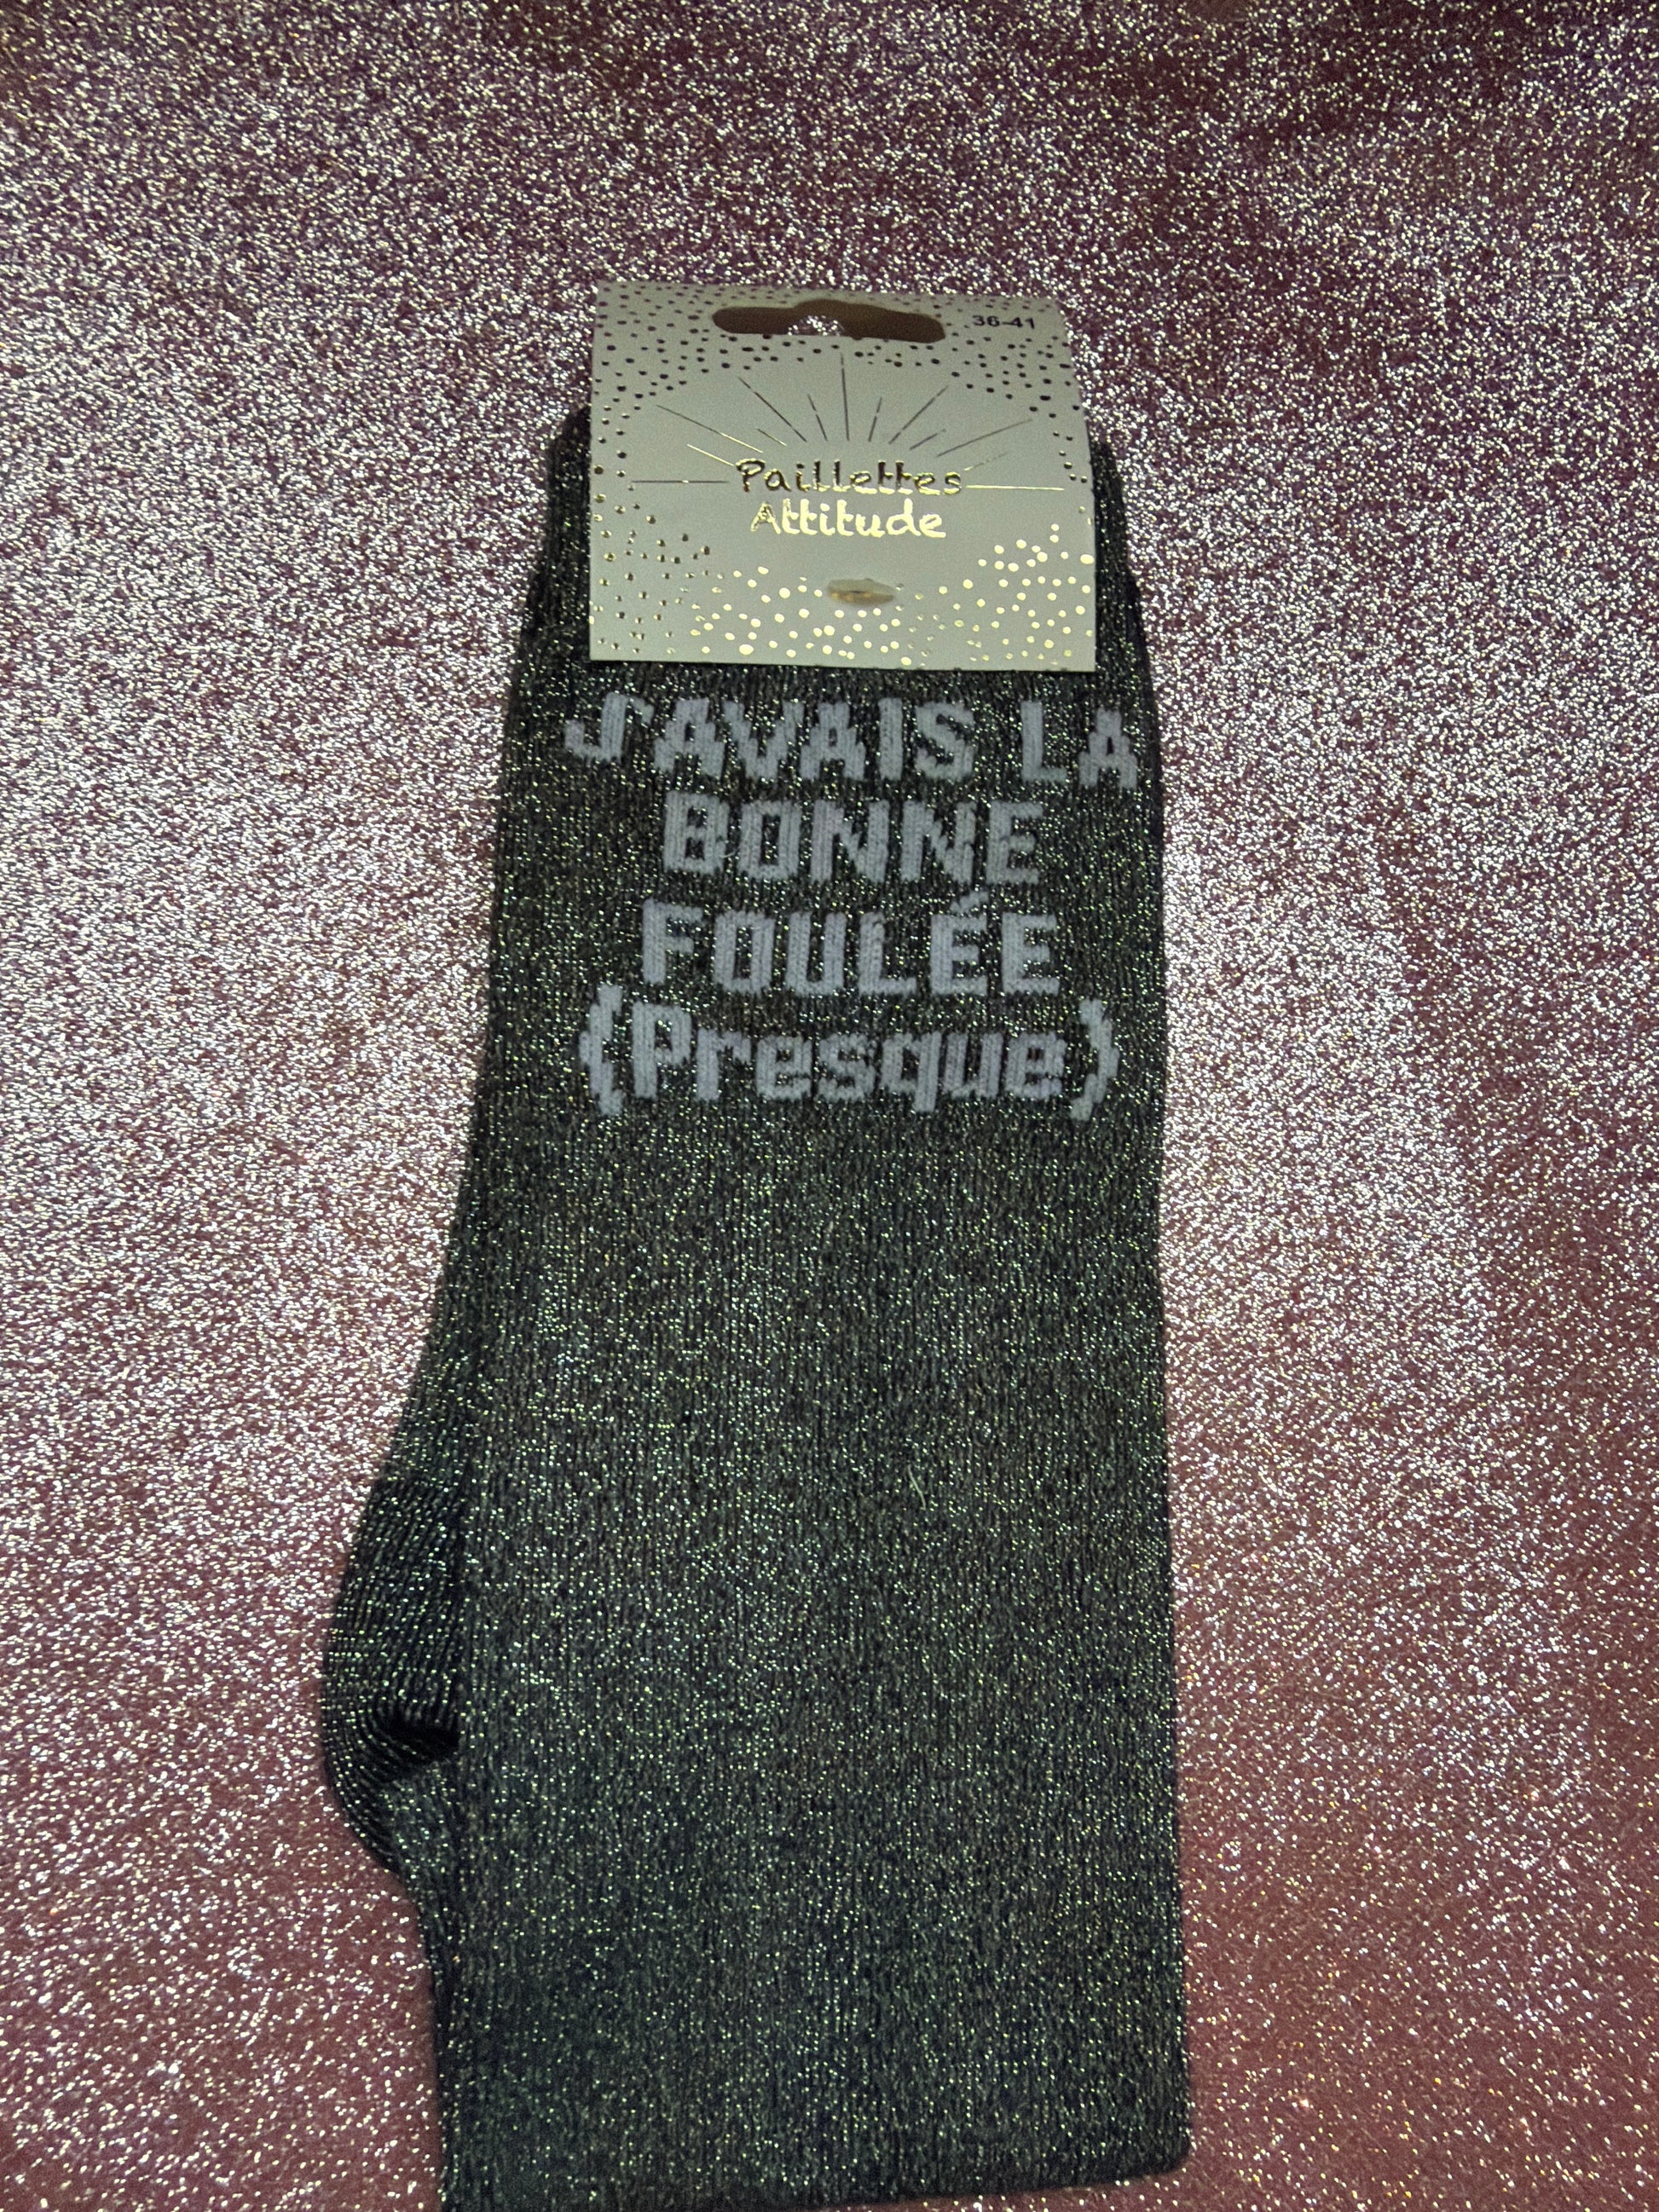 36-41
Paillettes
Attitude
J'AVAIS LA
BONNE
FOULÉE
(Presque)